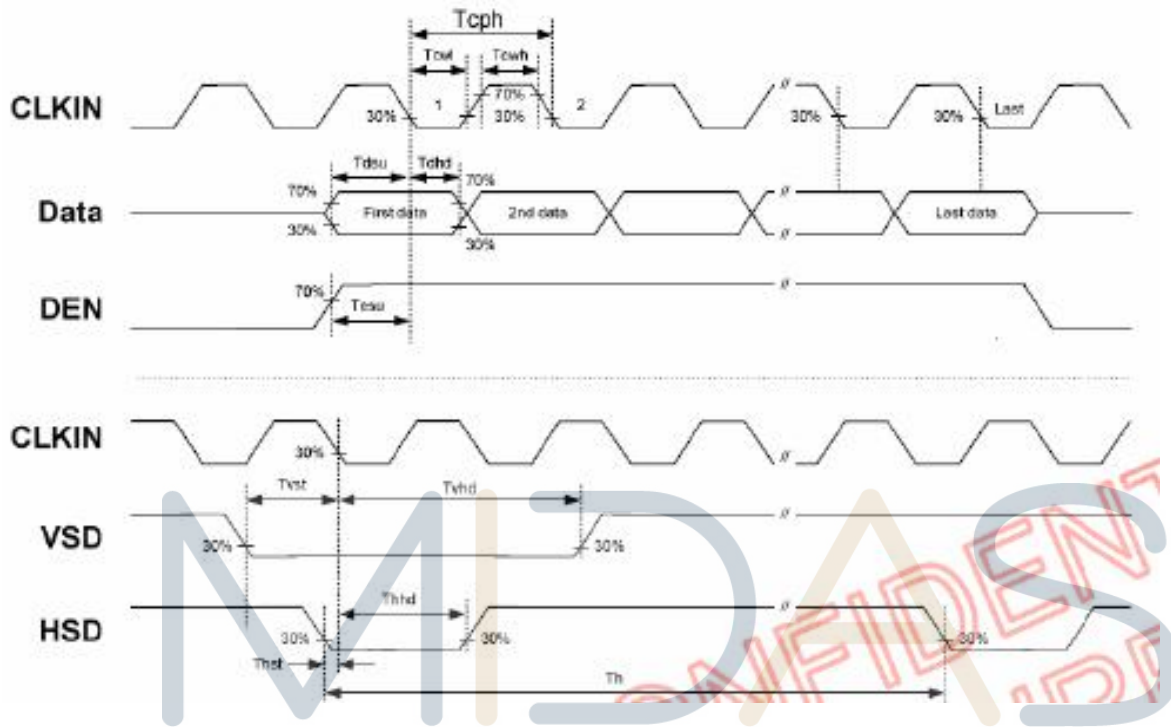 Tcph
Tcwl Tcwh
CLKIN 30% 1 70% 30% 2 30% 30% Last
Tdsu Tdhd
70% 70%
Data First data 2nd data Last data
30% 30%
DEN 70%
Tesu
CLKIN 30%
Tvst Tvhd
VSD 30% 30%
Thhd
HSD 30% 30% 30%
Thst
Th
MIDAS